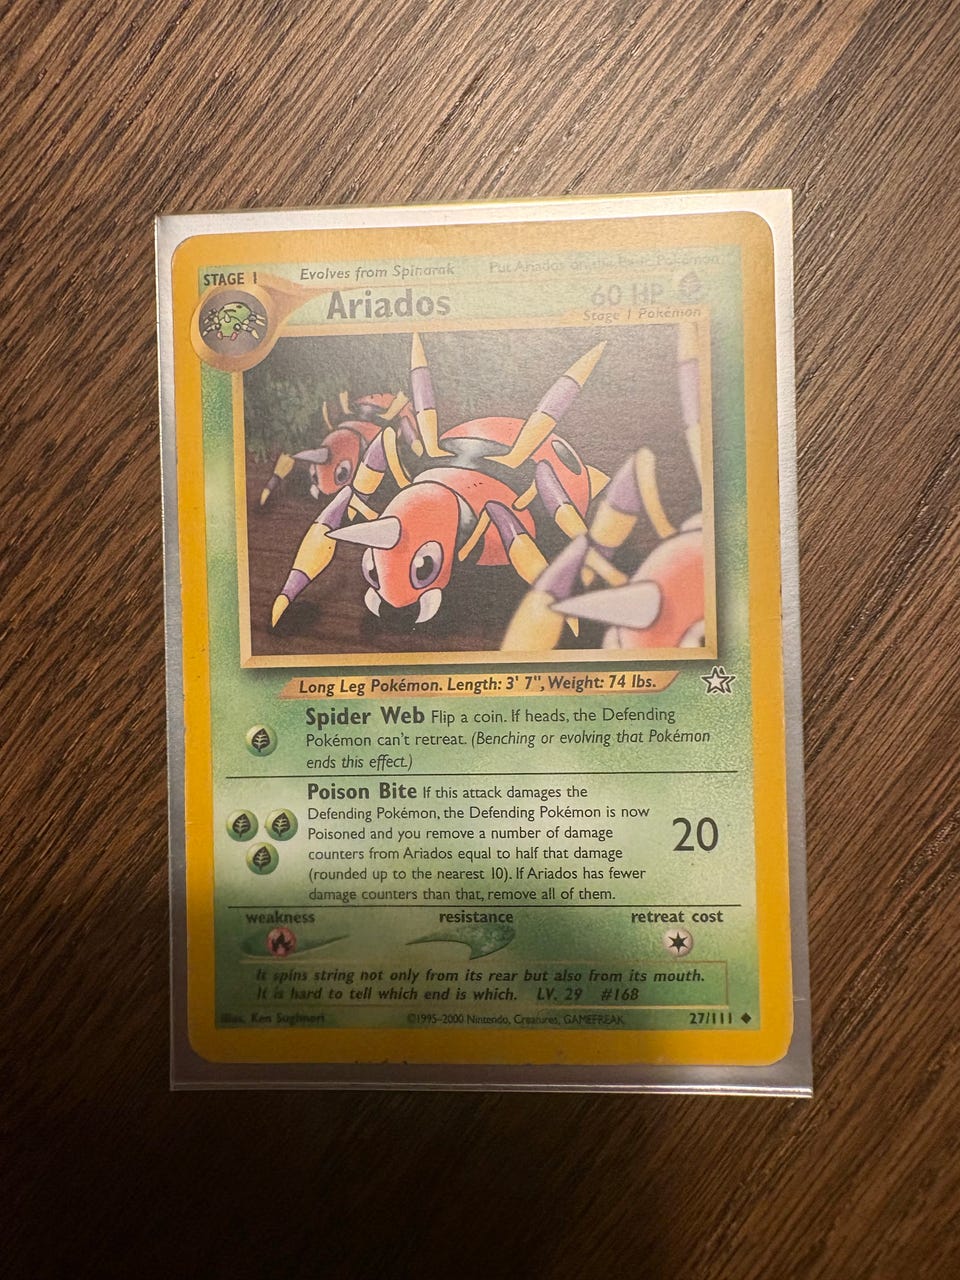 STAGE 1
Evolves from Spinarak
Put Ariados on the Basic Pokémon
Ariados
60 HP
Stage 1 Pokémon
Long Leg Pokémon. Length: 3' 7", Weight: 74 lbs.
Spider Web Flip a coin. If heads, the Defending
Pokémon can't retreat. (Benching or evolving that Pokémon
ends this effect.)
Poison Bite If this attack damages the
Defending Pokémon, the Defending Pokémon is now
Poisoned and you remove a number of damage
counters from Ariados equal to half that damage
(rounded up to the nearest 10). If Ariados has fewer
damage counters than that, remove all of them.
20
weakness
resistance
retreat cost
It spins string not only from its rear but also from its mouth.
It is hard to tell which end is which. LV. 29 #168
Illus. Ken Sugimori
©1995-2000 Nintendo, Creatures, GAMEFREAK
27/111